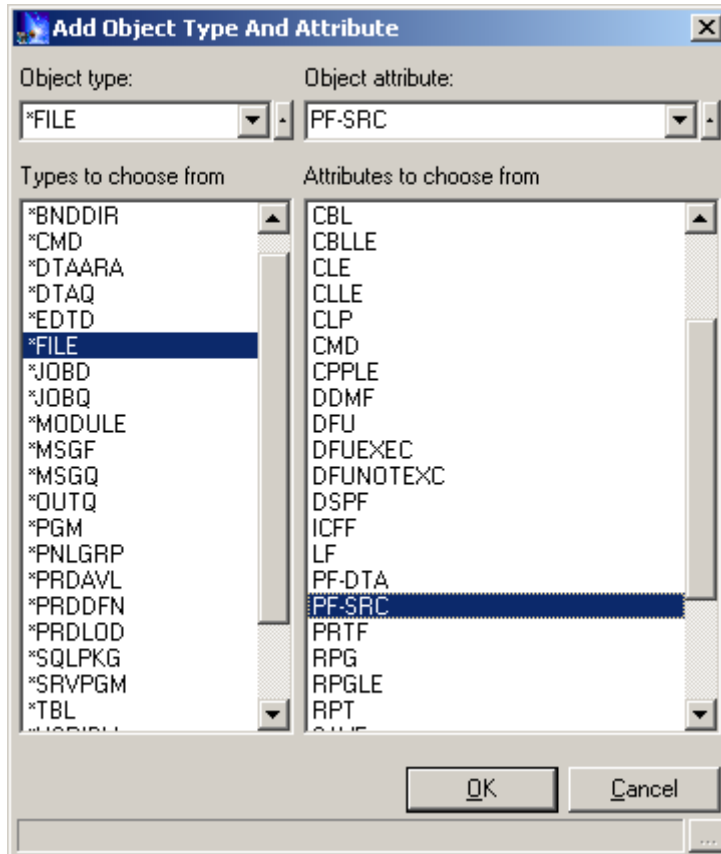 Add Object Type And Attribute
Object type:
Object attribute:
*FILE
PF-SRC
Types to choose from
Attributes to choose from
*BNDDIR
*CMD
*DTAARA
*DTAQ
*EDTD
*FILE
*JOBD
*JOBQ
*MODULE
*MSGF
*MSGQ
*OUTQ
*PGM
*PNLGRP
*PRDAVL
*PRDDFN
*PRDLOD
*SQLPKG
*SRVPGM
*TBL
CBL
CBLLE
CLE
CLLE
CLP
CMD
CPPLE
DDMF
DFU
DFUEXEC
DFUNOTEXC
DSPF
ICFF
LF
PF-DTA
PF-SRC
PRTF
RPG
RPGLE
RPT
OK
Cancel
...